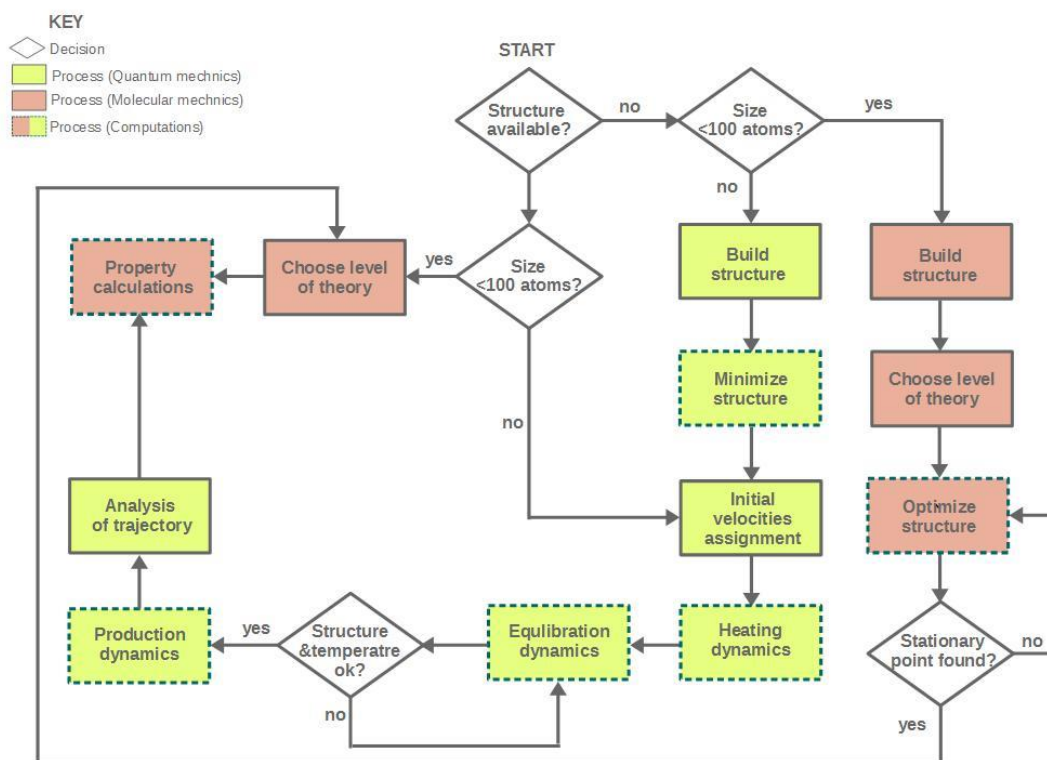 KEY
Decision
Process (Quantum mechnics)
Process (Molecular mechnics)
Process (Computations)
START
Structure
available?
no
Size
<100 atoms?
yes
no
Build
structure
Build
structure
Property
calculations
Choose level
of theory
yes
Size
<100 atoms?
Minimize
structure
Choose level
of theory
no
Analysis
of trajectory
Initial
velocities
assignment
Optimize
structure
Production
dynamics
yes
Structure
&temperatre
ok?
no
Equlibration
dynamics
Heating
dynamics
Stationary
point found?
no
yes